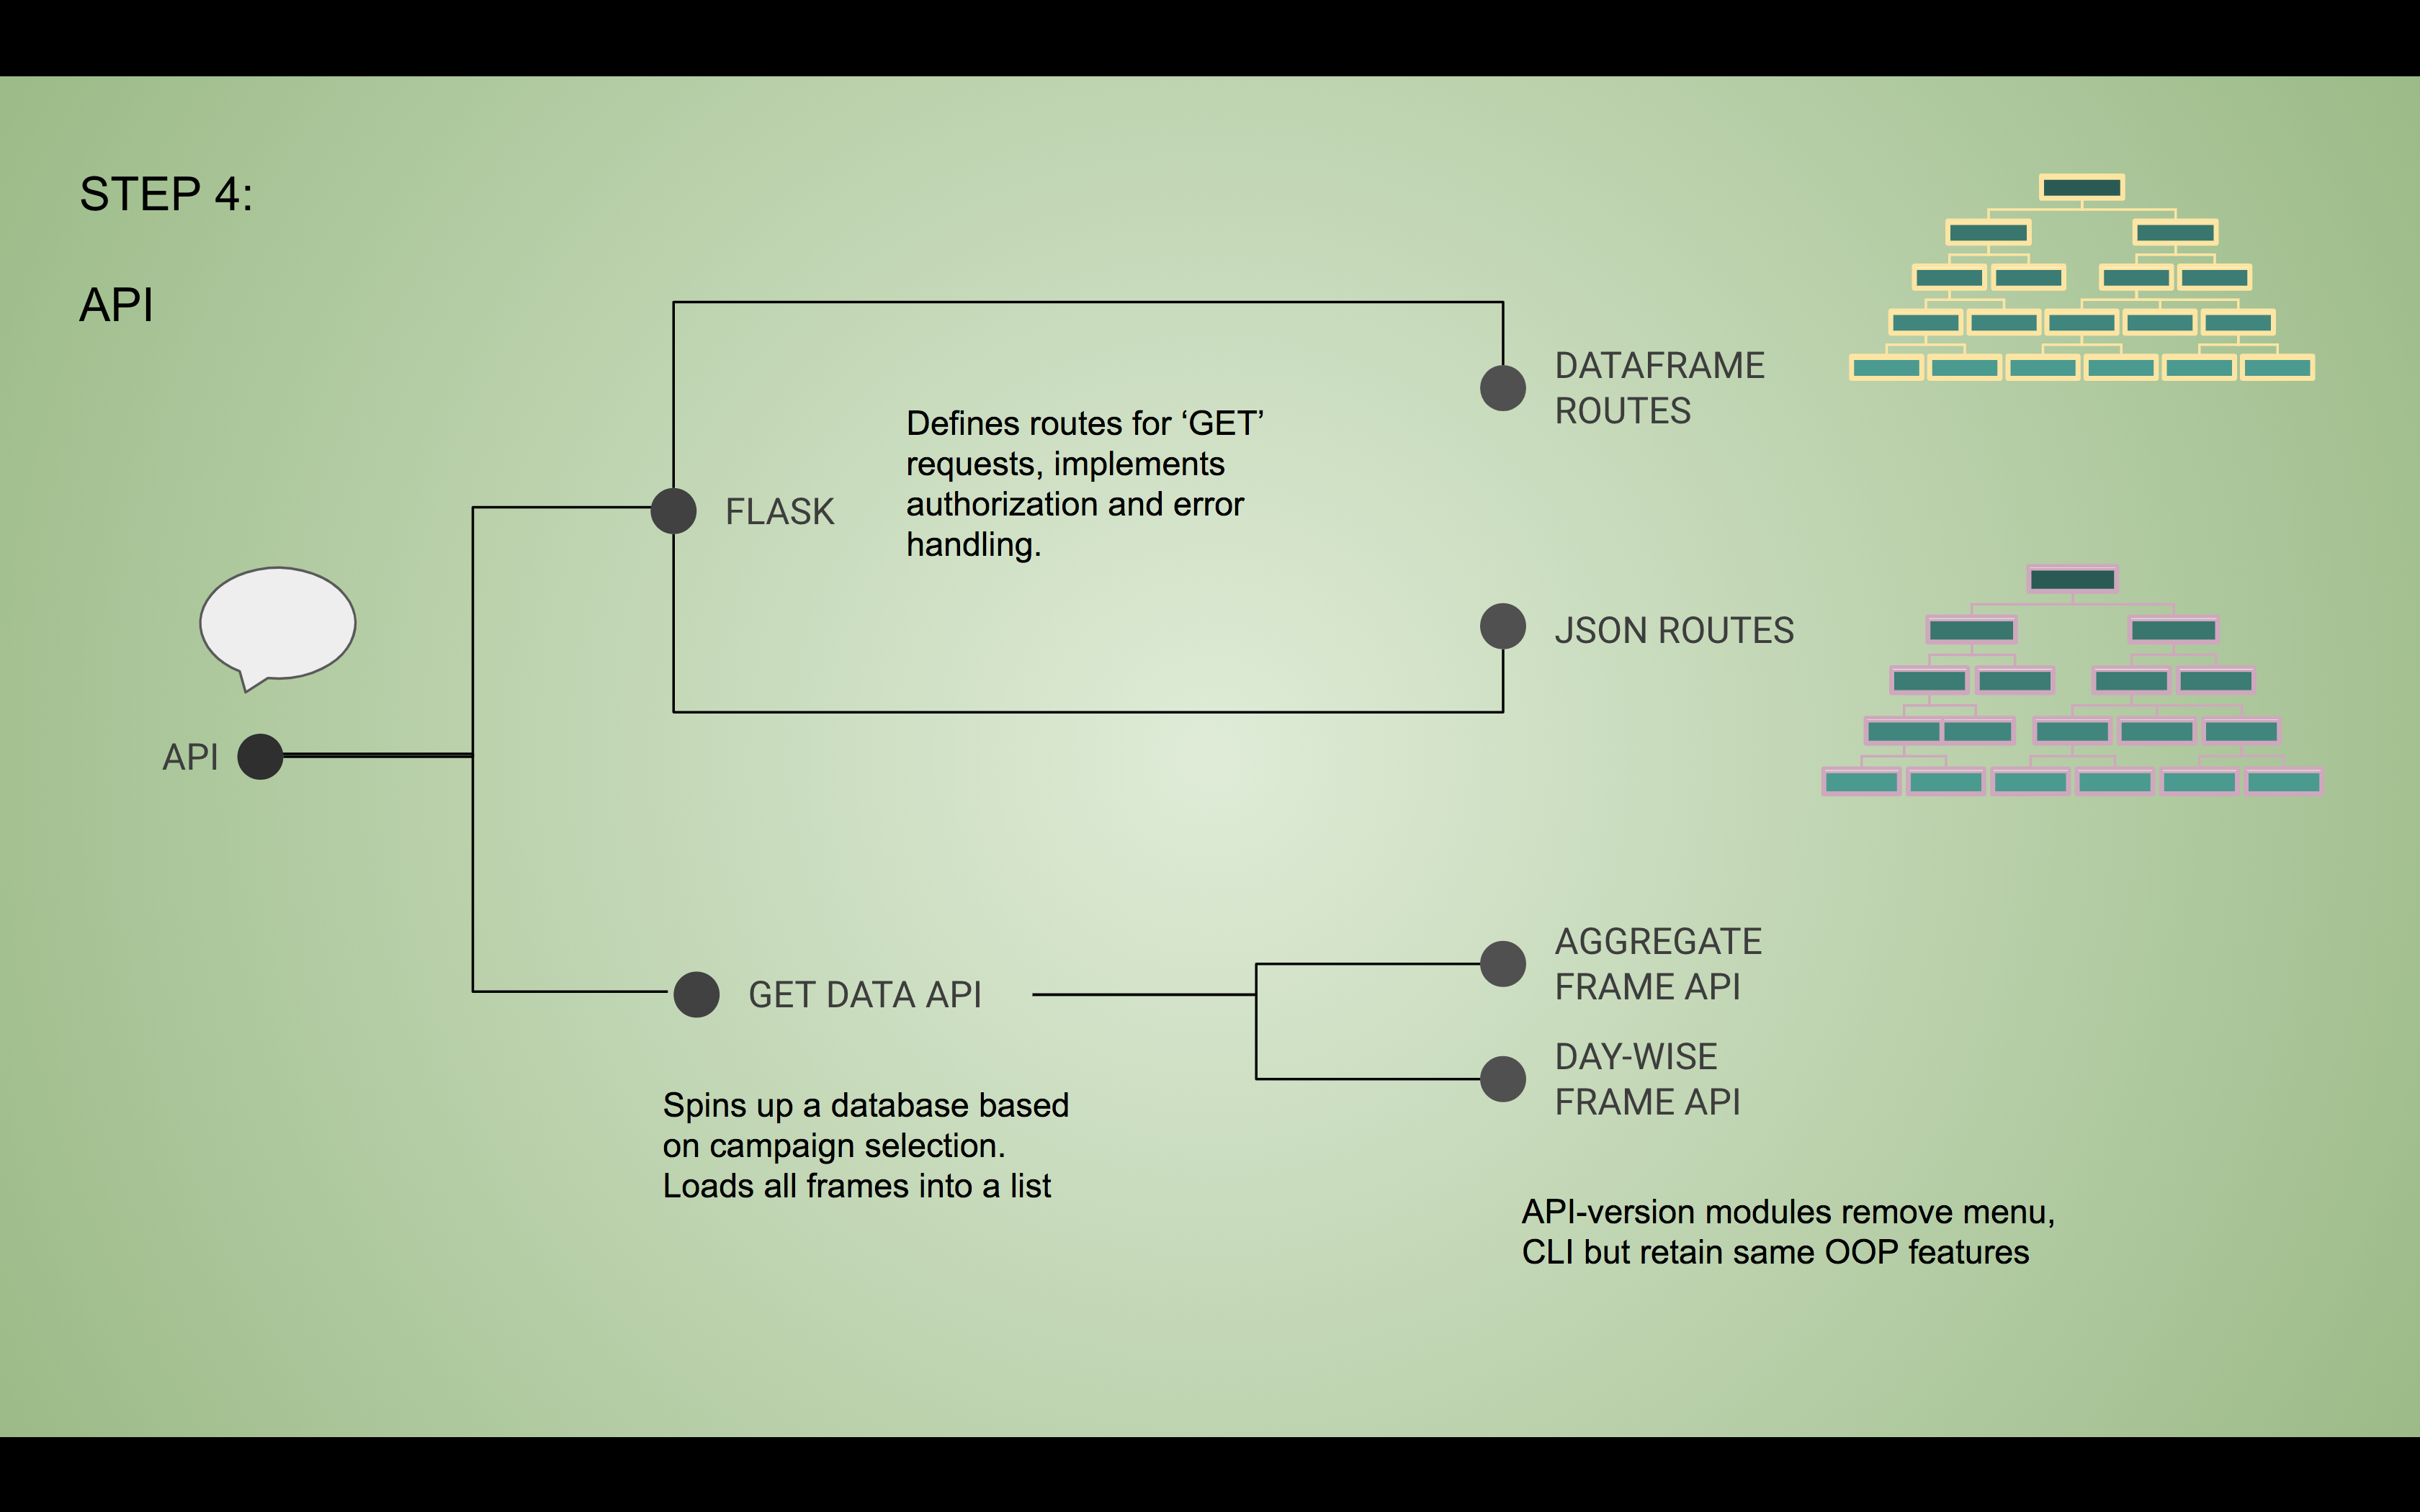 STEP 4:
API
DATAFRAME
ROUTES
Defines routes for ‘GET’
requests, implements
authorization and error
handling.
FLASK
JSON ROUTES
API
AGGREGATE
FRAME API
GET DATA API
DAY-WISE
FRAME API
Spins up a database based
on campaign selection.
Loads all frames into a list
API-version modules remove menu,
CLI but retain same OOP features